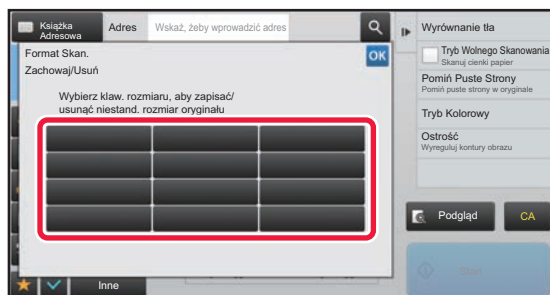 Książka
Adresowa
Adres
Wskaż, żeby wprowadzić adres
Format Skan.
OK
Zachowaj/Usuń
Wybierz klaw. rozmiaru, aby zapisać/
usunąć niestand. rozmiar oryginału
Inne
Wyrównanie tła
Tryb Wolnego Skanowania
Skanuj cienki papier
Pomiń Puste Strony
Pomiń puste strony w oryginale
Tryb Kolorowy
Ostrość
Wyreguluj kontury obrazu
Podgląd
CA
Start